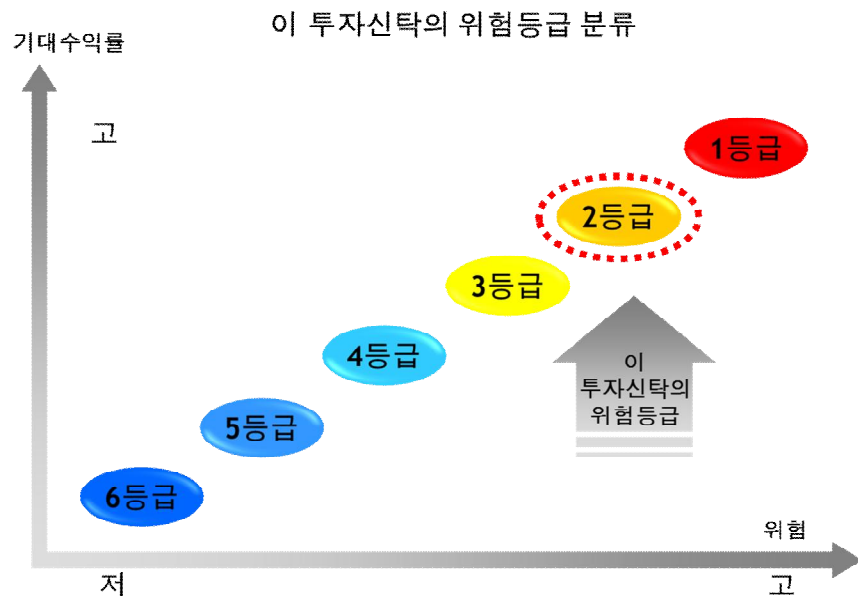 이 투자신탁의 위험등급 분류
기대수익률
고
1등급
2등급
3등급
4등급
5등급
6등급
이
투자신탁의
위험등급
위험
저
고